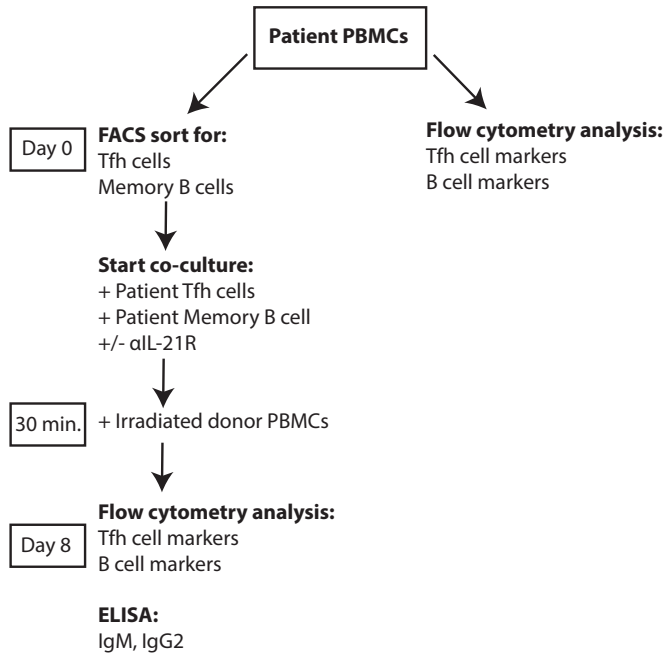 Patient PBMCs
Day 0
FACS sort for:
Tfh cells
Memory B cells
Flow cytometry analysis:
Tfh cell markers
B cell markers
Start co-culture:
+ Patient Tfh cells
+ Patient Memory B cell
+/- αIL-21R
30 min.
+ Irradiated donor PBMCs
Day 8
Flow cytometry analysis:
Tfh cell markers
B cell markers
ELISA:
IgM, IgG2